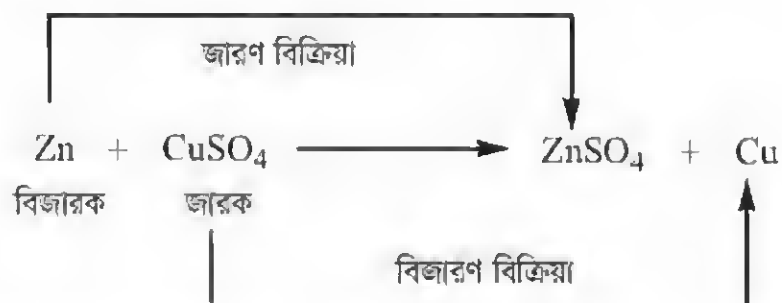 জারণ বিক্রিয়া
Zn + CuSO₄ ⟶ ZnSO₄ + Cu
বিজারক জারক
বিজারণ বিক্রিয়া